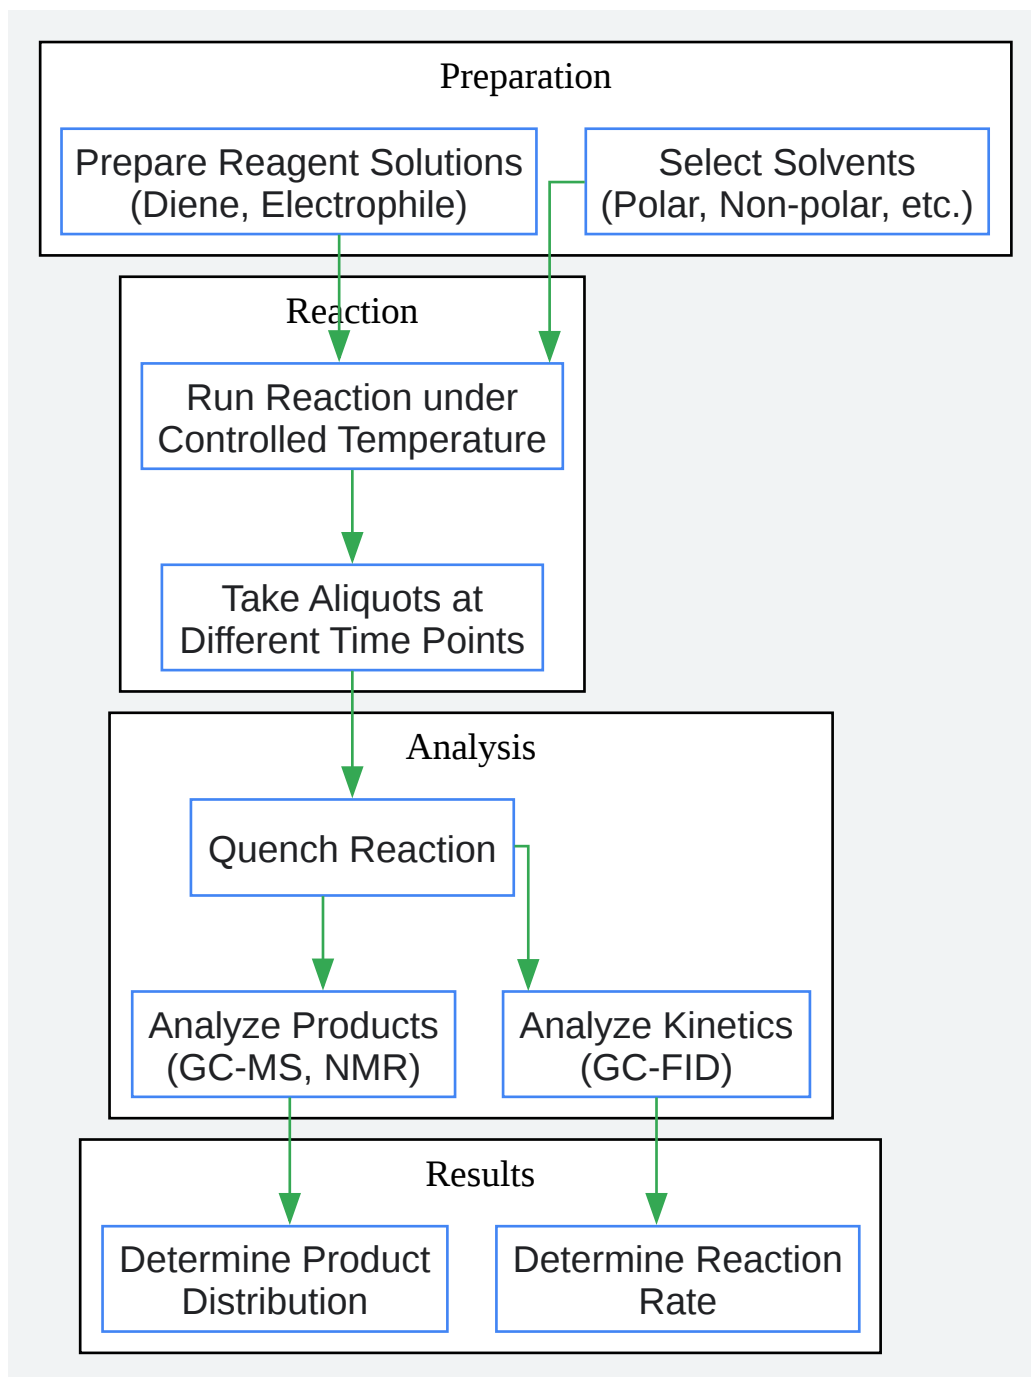 Preparation
Prepare Reagent Solutions
(Diene, Electrophile)
Select Solvents
(Polar, Non-polar, etc.)
Reaction
Run Reaction under
Controlled Temperature
Take Aliquots at
Different Time Points
Analysis
Quench Reaction
Analyze Products
(GC-MS, NMR)
Analyze Kinetics
(GC-FID)
Results
Determine Product
Distribution
Determine Reaction
Rate